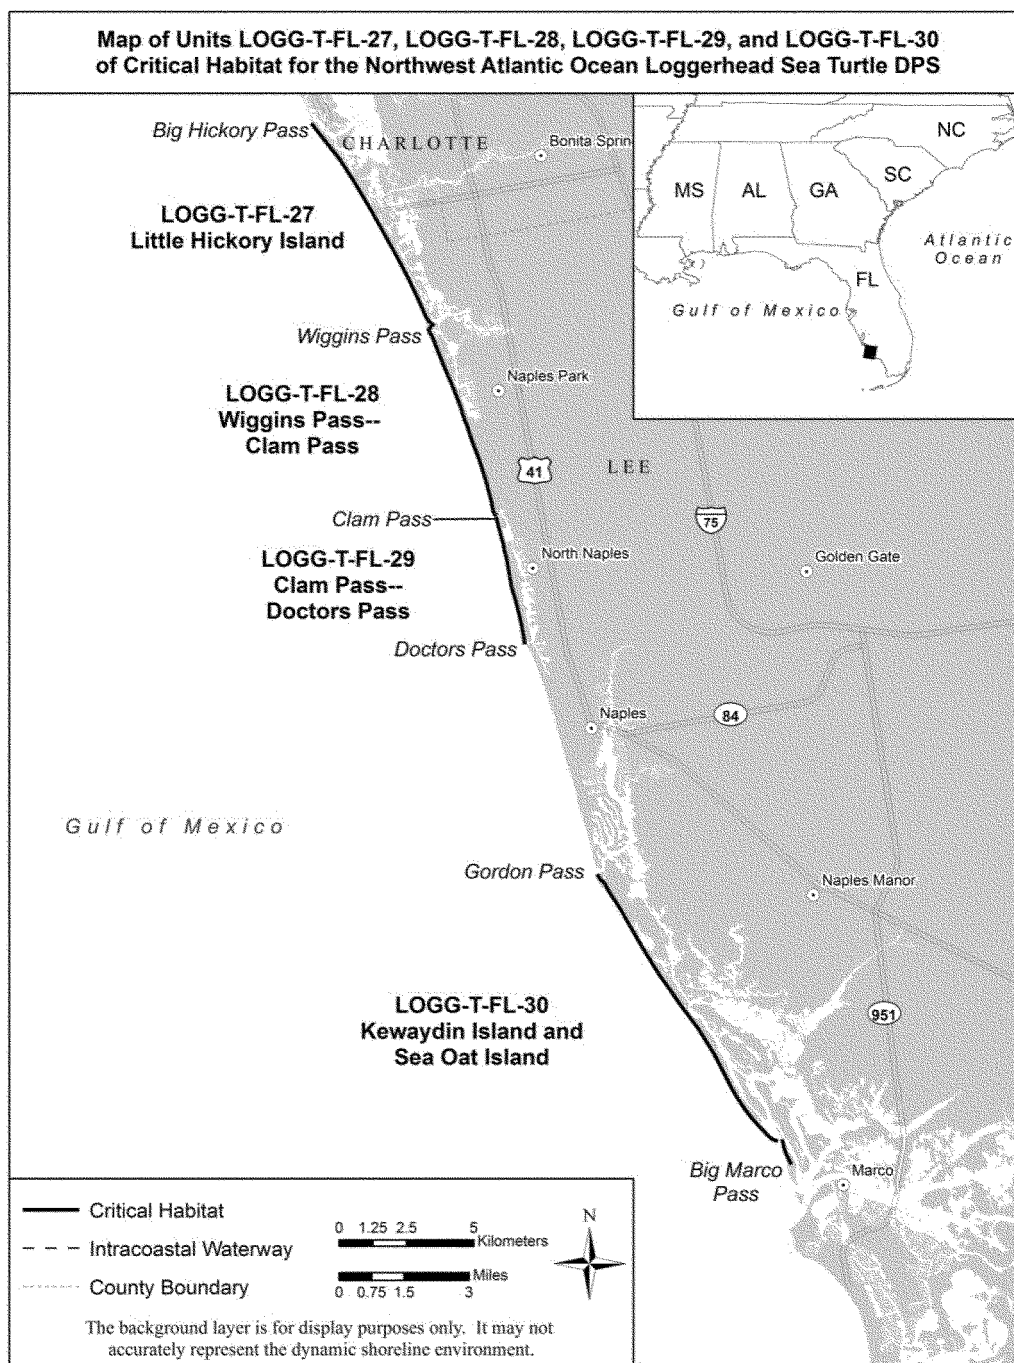 Map of Units LOGG-T-FL-27, LOGG-T-FL-28, LOGG-T-FL-29, and LOGG-T-FL-30
of Critical Habitat for the Northwest Atlantic Ocean Loggerhead Sea Turtle DPS
Big Hickory Pass
CHARLOTTE
Bonita Sprin
NC
SC
MS
AL
GA
Atlantic
Ocean
FL
Gulf of Mexico
LOGG-T-FL-27
Little Hickory Island
Wiggins Pass
Naples Park
LOGG-T-FL-28
Wiggins Pass--
Clam Pass
41
LEE
75
Clam Pass
North Naples
Golden Gate
LOGG-T-FL-29
Clam Pass--
Doctors Pass
Doctors Pass
Naples
84
Gulf of Mexico
Gordon Pass
Naples Manor
LOGG-T-FL-30
Kewaydin Island and
Sea Oat Island
951
Big Marco
Pass
Marco
Critical Habitat
Intracoastal Waterway
County Boundary
0 1.25 2.5 5
Kilometers
Miles
0 0.75 1.5 3
N
The background layer is for display purposes only. It may not
accurately represent the dynamic shoreline environment.